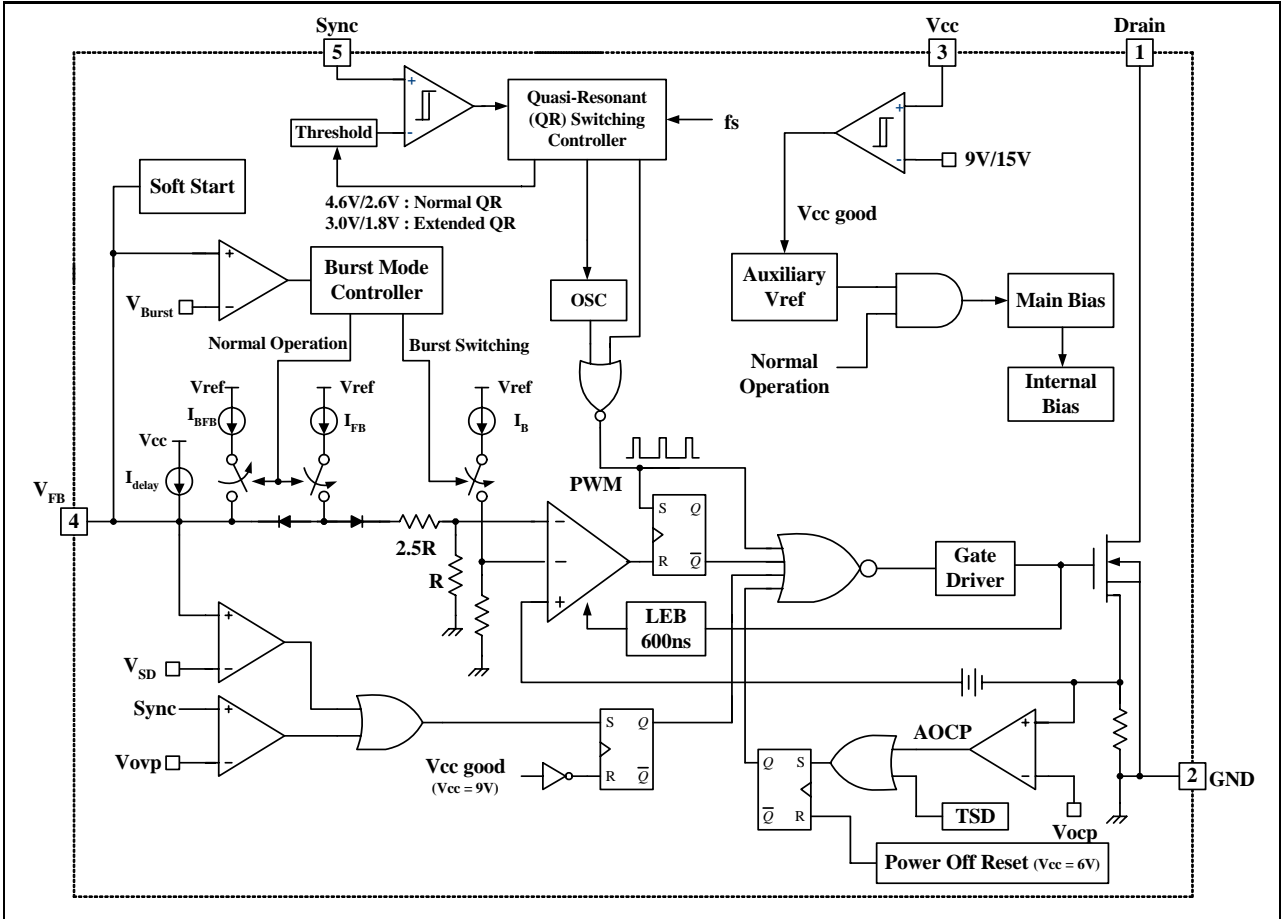 Sync
Vcc
Drain
5
3
1
Quasi-Resonant
(QR) Switching
Controller
fs
Threshold
+
-
+
-
9V/15V
Soft Start
4.6V/2.6V : Normal QR
3.0V/1.8V : Extended QR
Vcc good
+
−
VBurst
Burst Mode
Controller
OSC
Auxiliary
Vref
Main Bias
Normal Operation
Burst Switching
Normal
Operation
Internal
Bias
Vref
Vref
Vref
IBFB
IFB
IB
Vcc
Idelay
PWM
VFB
4
2.5R
R
−
−
+
S
Q
R
Q̅
Gate
Driver
LEB
600ns
+
−
VSD
Sync
+
−
Vovp
S
Q
R
Q̅
Vcc good
(Vcc = 9V)
AOCP
+
−
Q
S
Q̅
R
TSD
Vocp
2
GND
Power Off Reset (Vcc = 6V)